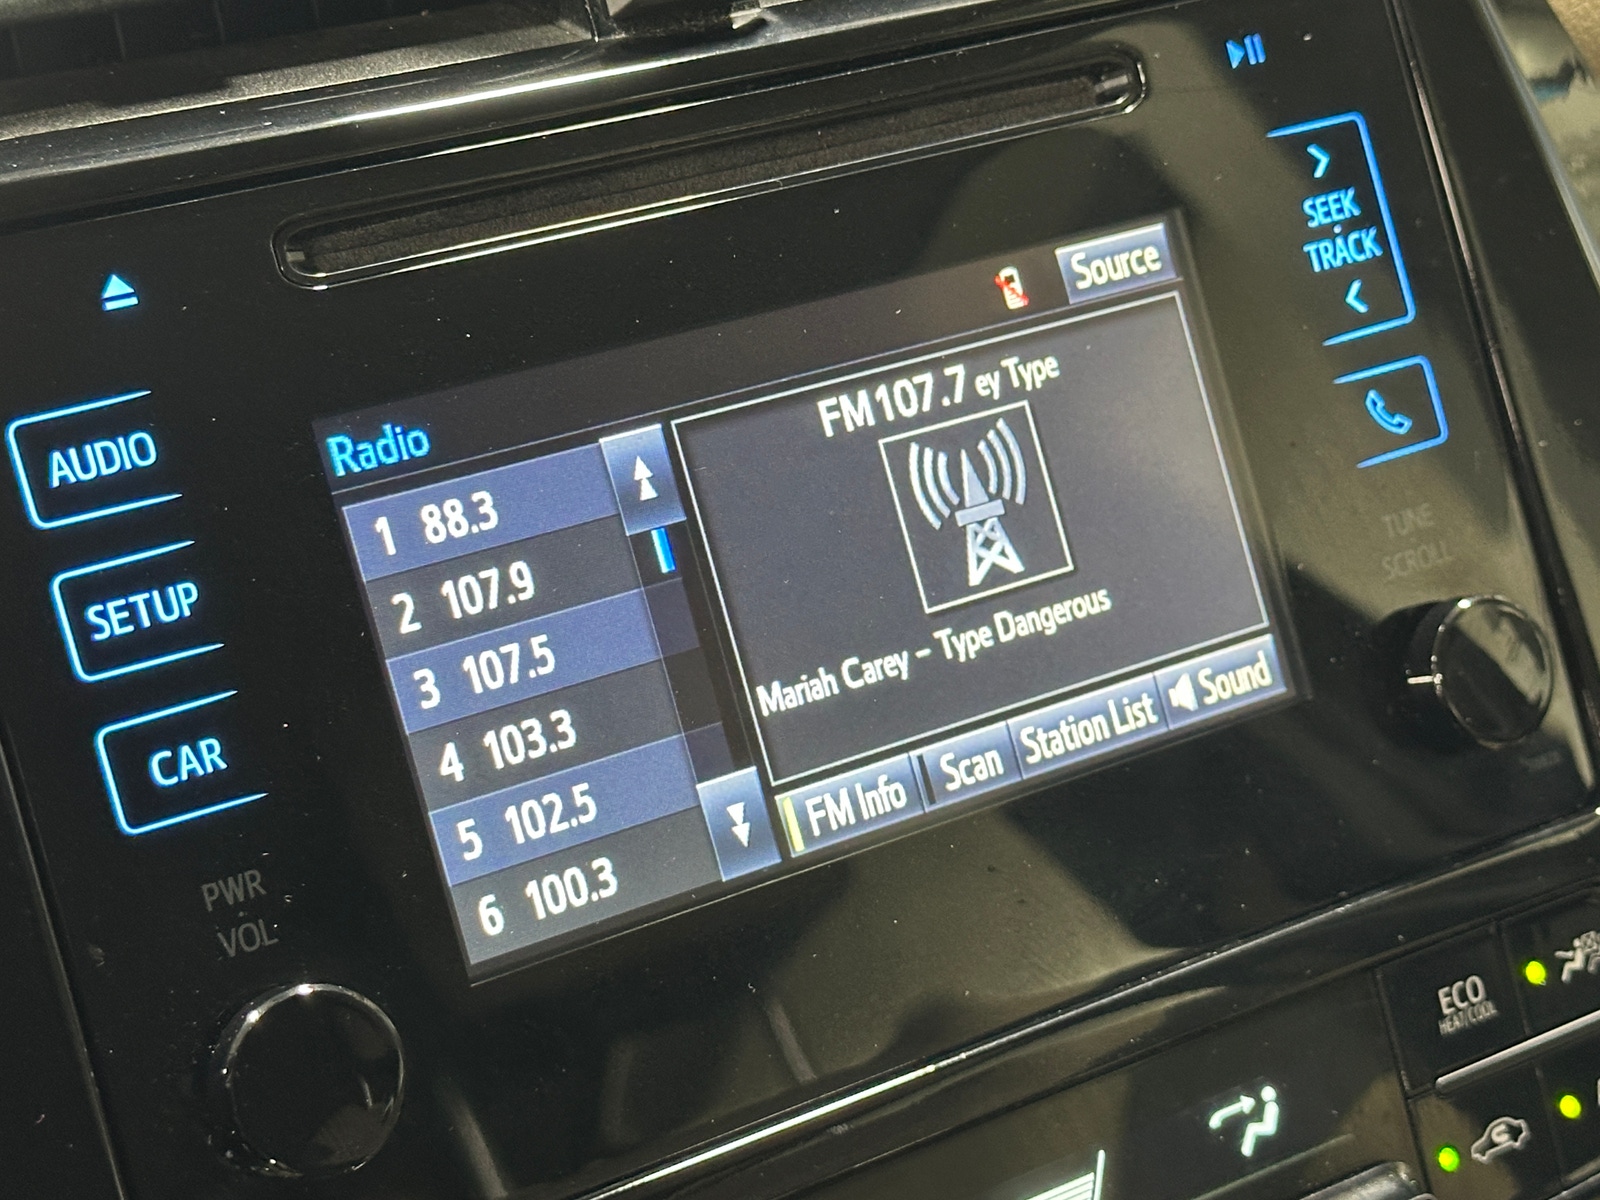 SEEK
TRACK
Source
FM 107.7 ey Type
Radio
AUDIO
1 88.3
2 107.9
SETUP
3 107.5
Mariah Carey - Type Dangerous
4 103.3
CAR
5 102.5
6 100.3
FM Info
Scan
Station List
Sound
TUNE
SCROLL
PWR
VOL
ECO
HEAT/COOL